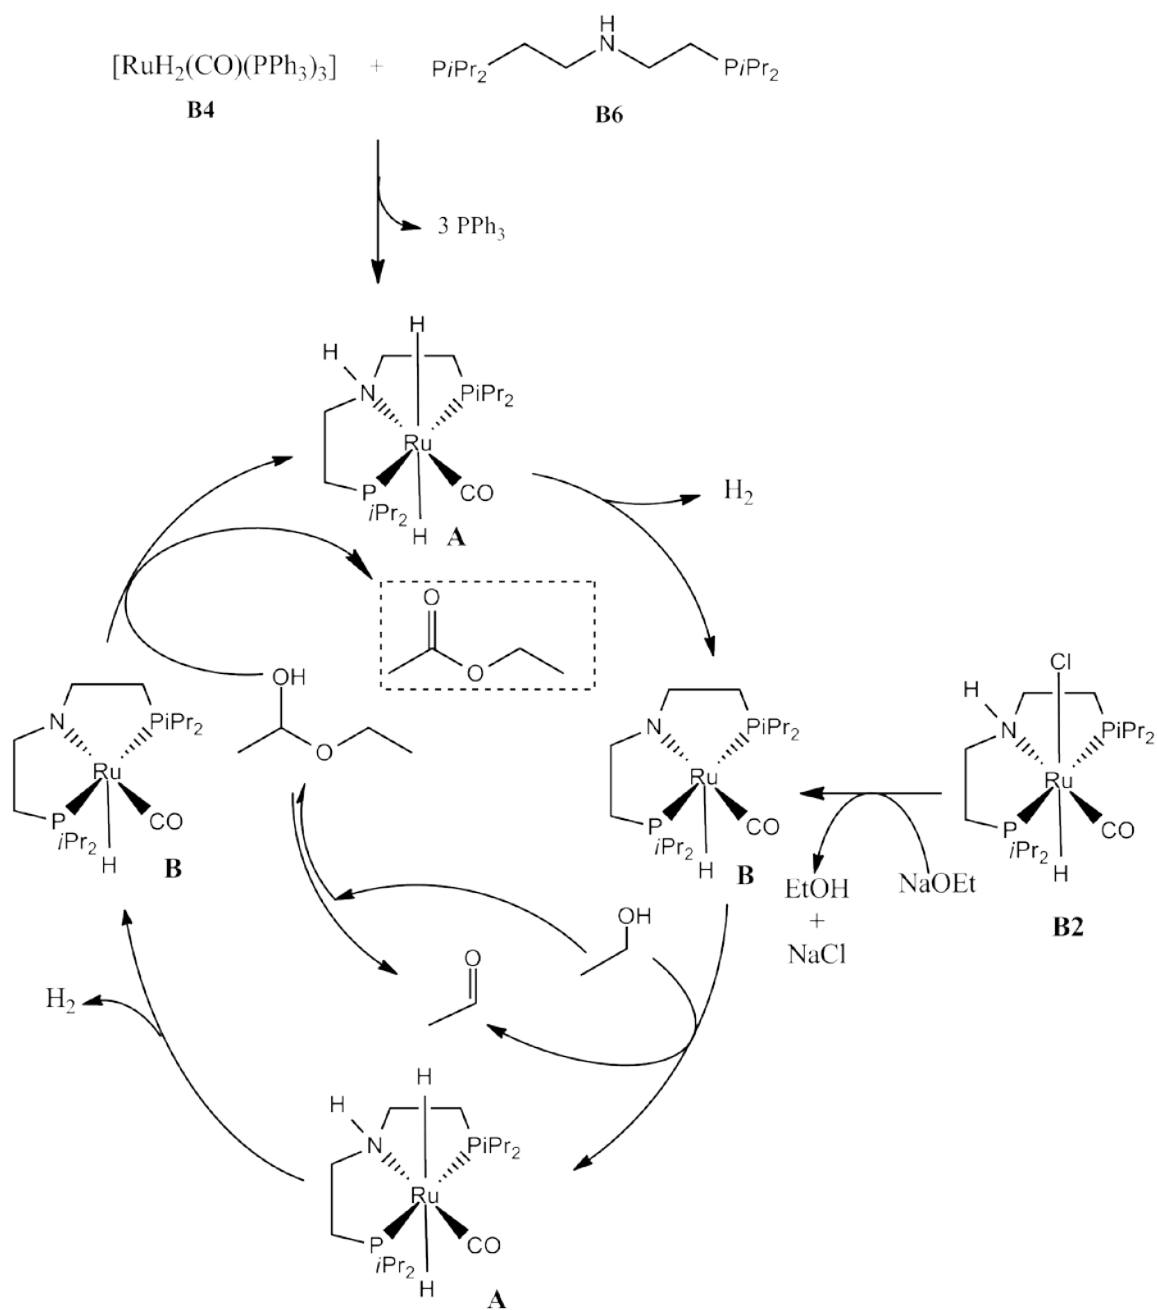 [RuH₂(CO)(PPh₃)₃] +
B4
H
N
PiPr₂ PiPr₂
B6
3 PPh₃
H
H
N PiPr₂
Ru
P CO
iPr₂
H
A
H₂
O
O
OH
O
N PiPr₂
Ru
P CO
iPr₂
H
B
N PiPr₂
Ru
P CO
iPr₂
H
B
Cl
H
N PiPr₂
Ru
P CO
iPr₂
H
B2
EtOH NaOEt
+
NaCl
OH
O
H₂
H
H
N PiPr₂
Ru
P CO
iPr₂
H
A